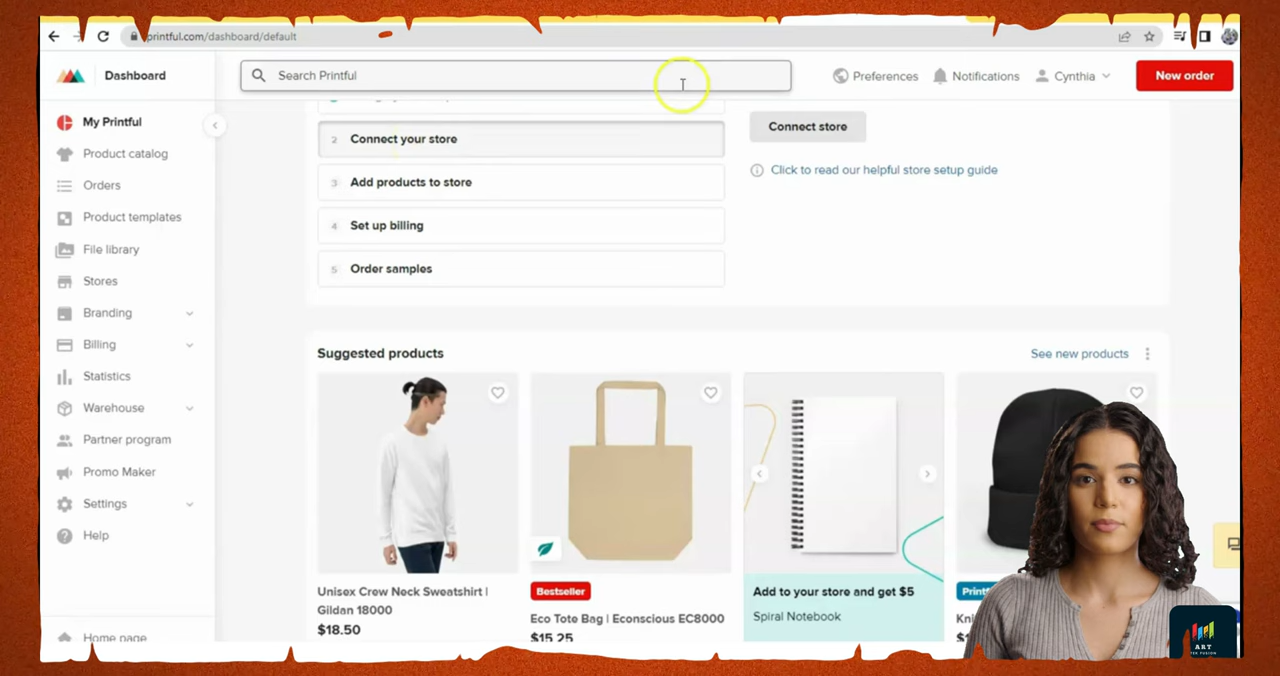 printful.com/dashboard/default
Dashboard
Search Printful
Preferences
Notifications
Cynthia
New order
My Printful
Product catalog
Orders
Product templates
File library
Stores
Branding
Billing
Statistics
Warehouse
Partner program
Promo Maker
Settings
Help
Home page
2 Connect your store
3 Add products to store
4 Set up billing
5 Order samples
Connect store
Click to read our helpful store setup guide
Suggested products
See new products
Unisex Crew Neck Sweatshirt |
Gildan 18000
$18.50
Bestseller
Eco Tote Bag | Econscious EC8000
$15.25
Add to your store and get $5
Spiral Notebook
ART